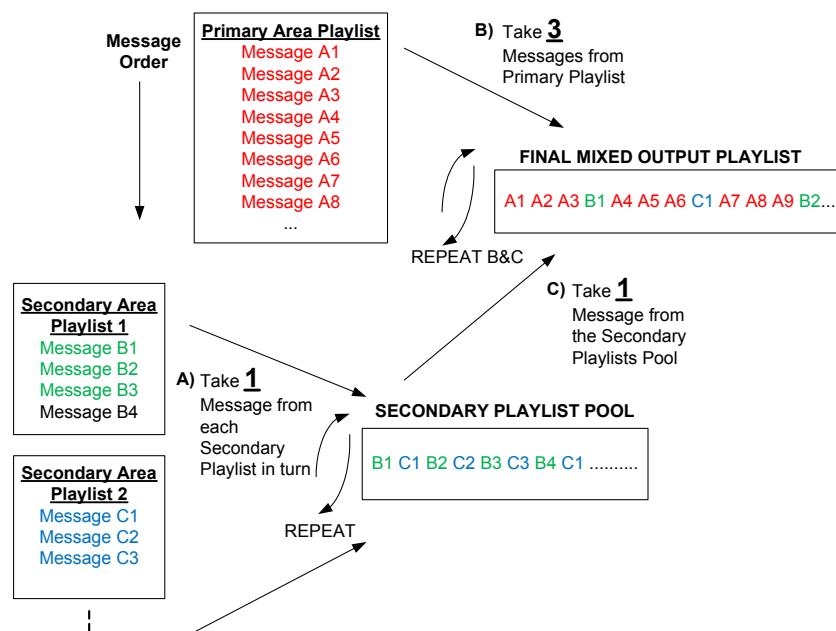 Message
Order
Primary Area Playlist
Message A1
Message A2
Message A3
Message A4
Message A5
Message A6
Message A7
Message A8
...
B) Take 3
Messages from
Primary Playlist
FINAL MIXED OUTPUT PLAYLIST
A1 A2 A3 B1 A4 A5 A6 C1 A7 A8 A9 B2...
REPEAT B&C
C) Take 1
Message from
the Secondary
Playlists Pool
Secondary Area
Playlist 1
Message B1
Message B2
Message B3
Message B4
A) Take 1
Message from
each
Secondary
Playlist in turn
SECONDARY PLAYLIST POOL
B1 C1 B2 C2 B3 C3 B4 C1 ..........
REPEAT
Secondary Area
Playlist 2
Message C1
Message C2
Message C3